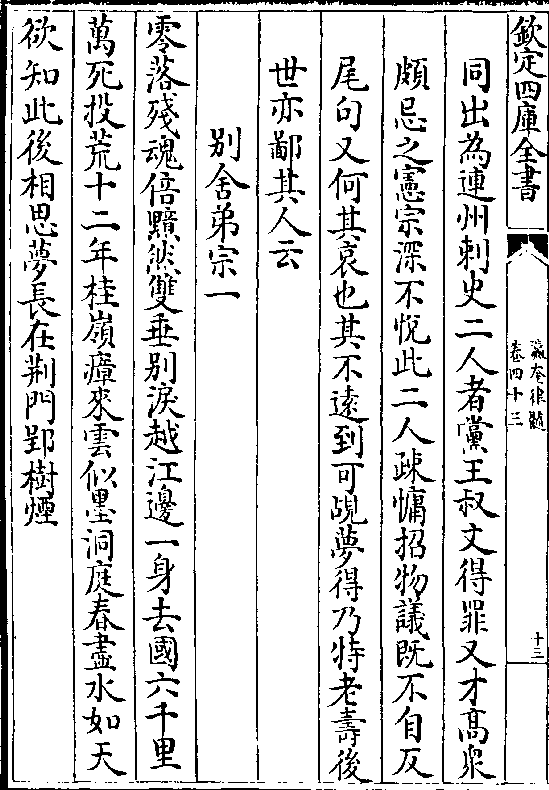 欽定四庫全書
瀛奎律髓
卷四十三
十三
同出為連州刺史二人者黨王叔文得罪又才髙衆
頗忌之憲宗深不悅此二人疎慵招物議既不自反
尾句又何其哀也其不逺到可覘夢得乃特老壽後
世亦鄙其人云
别舍弟宗一
零落殘魂倍黯然雙垂别淚越江邊一身去國六千里
萬死投荒十二年桂嶺瘴來雲似墨洞庭春盡水如天
欲知此後相思夢長在荆門郢樹煙